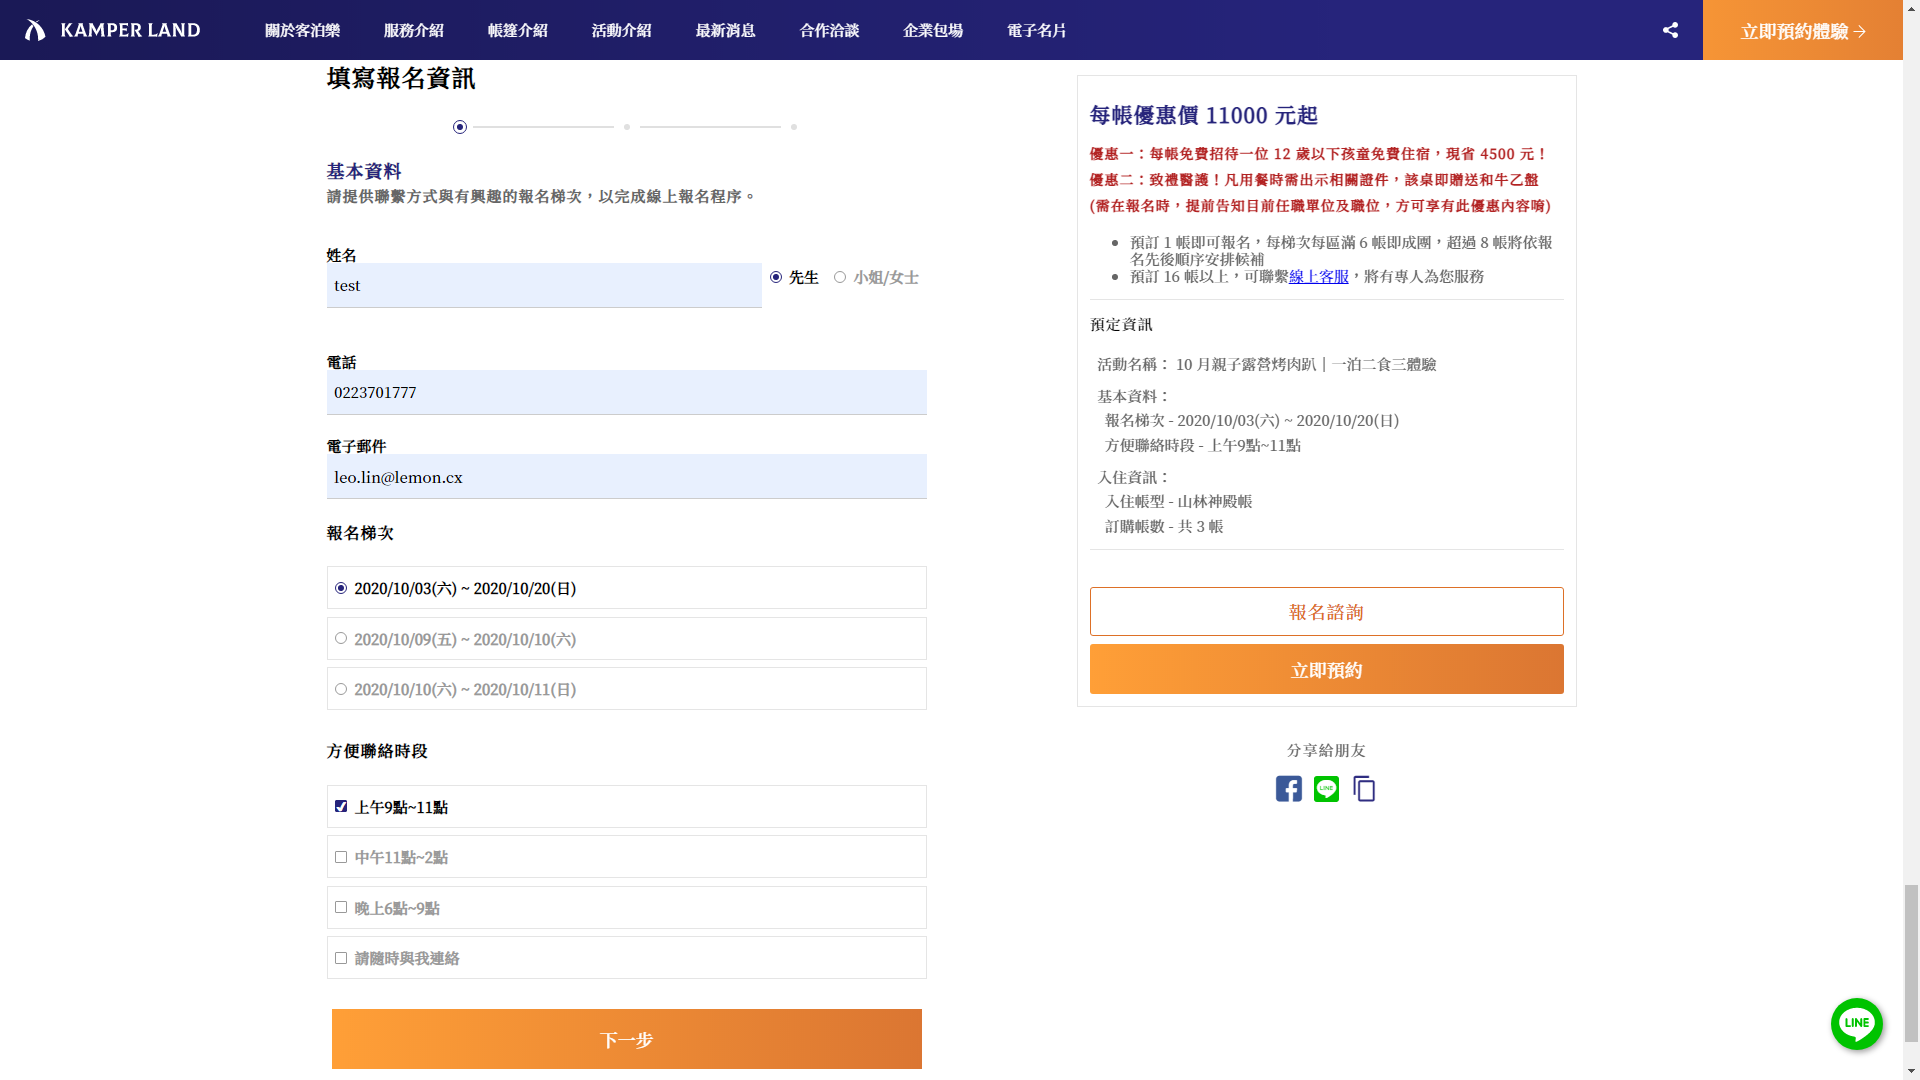 KAMPER LAND
關於客泊樂
服務介紹
帳篷介紹
活動介紹
最新消息
合作洽談
企業包場
電子名片
立即預約體驗
填寫報名資訊
基本資料
請提供聯繫方式與有興趣的報名梯次，以完成線上報名程序。
姓名
test
先生
小姐/女士
電話
0223701777
電子郵件
leo.lin@lemon.cx
報名梯次
2020/10/03(六) ~ 2020/10/20(日)
2020/10/09(五) ~ 2020/10/10(六)
2020/10/10(六) ~ 2020/10/11(日)
方便聯絡時段
上午9點~11點
中午11點~2點
晚上6點~9點
請隨時與我連絡
下一步
每帳優惠價 11000 元起
優惠一：每帳免費招待一位 12 歲以下孩童免費住宿，現省 4500 元！
優惠二：致禮醫護！凡用餐時需出示相關證件，該桌即贈送和牛乙盤
(需在報名時，提前告知目前任職單位及職位，方可享有此優惠內容唷)
預訂 1 帳即可報名，每梯次每區滿 6 帳即成團，超過 8 帳將依報
名先後順序安排候補
預訂 16 帳以上，可聯繫線上客服，將有專人為您服務
預定資訊
活動名稱： 10 月親子露營烤肉趴｜一泊二食三體驗
基本資料：
報名梯次 - 2020/10/03(六) ~ 2020/10/20(日)
方便聯絡時段 - 上午9點~11點
入住資訊：
入住帳型 - 山林神殿帳
訂購帳數 - 共 3 帳
報名諮詢
立即預約
分享給朋友
LINE
LINE